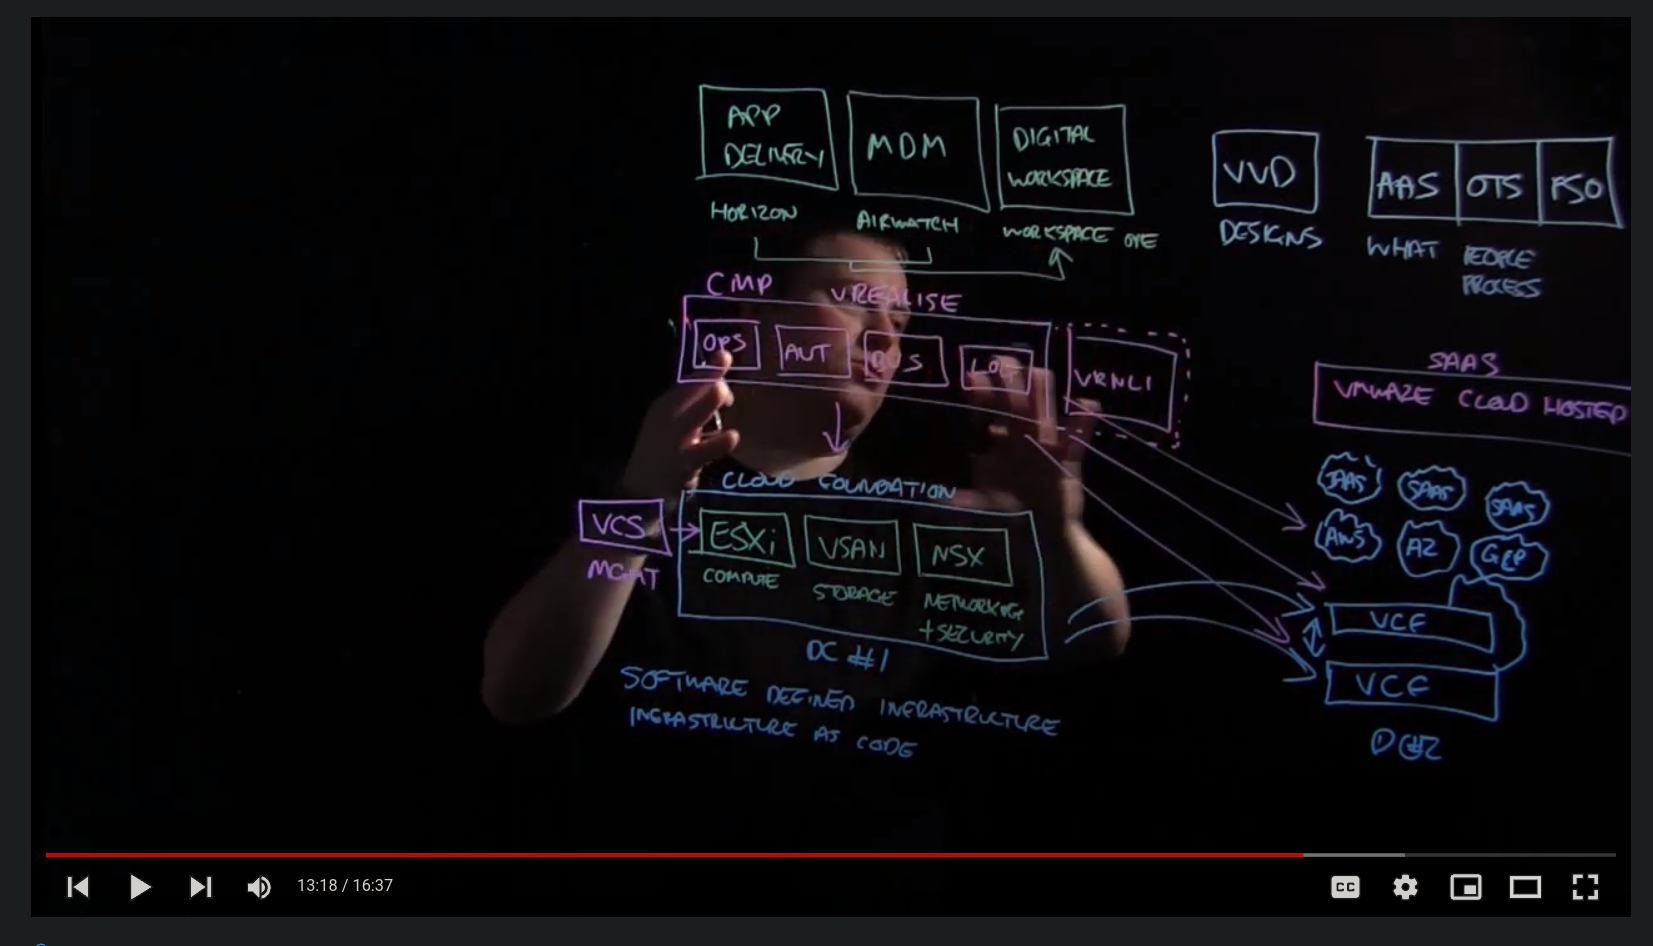 APP
DELIVERY
MDM
DIGITAL
WORKSPACE
HORIZON
AIRWATCH
WORKSPACE ONE
VVD
DESIGNS
AAS OTS PSO
WHAT PEOPLE
PROCESS
CMP VREALISE
OPS AUT BUS LOG VRNLI
SAAS
VMWARE CLOUD HOSTED
CLOUD FOUNDATION
VCS
MGMT
ESXi
COMPUTE
VSAN
STORAGE
NSX
NETWORKING
+SECURITY
DC #1
SOFTWARE DEFINED INFRASTRUCTURE
INFRASTRUCTURE AS CODE
IAAS SAAS SAAS
AWS AZ GCP
VCF
VCF
DC#2
13:18 / 16:37
CC